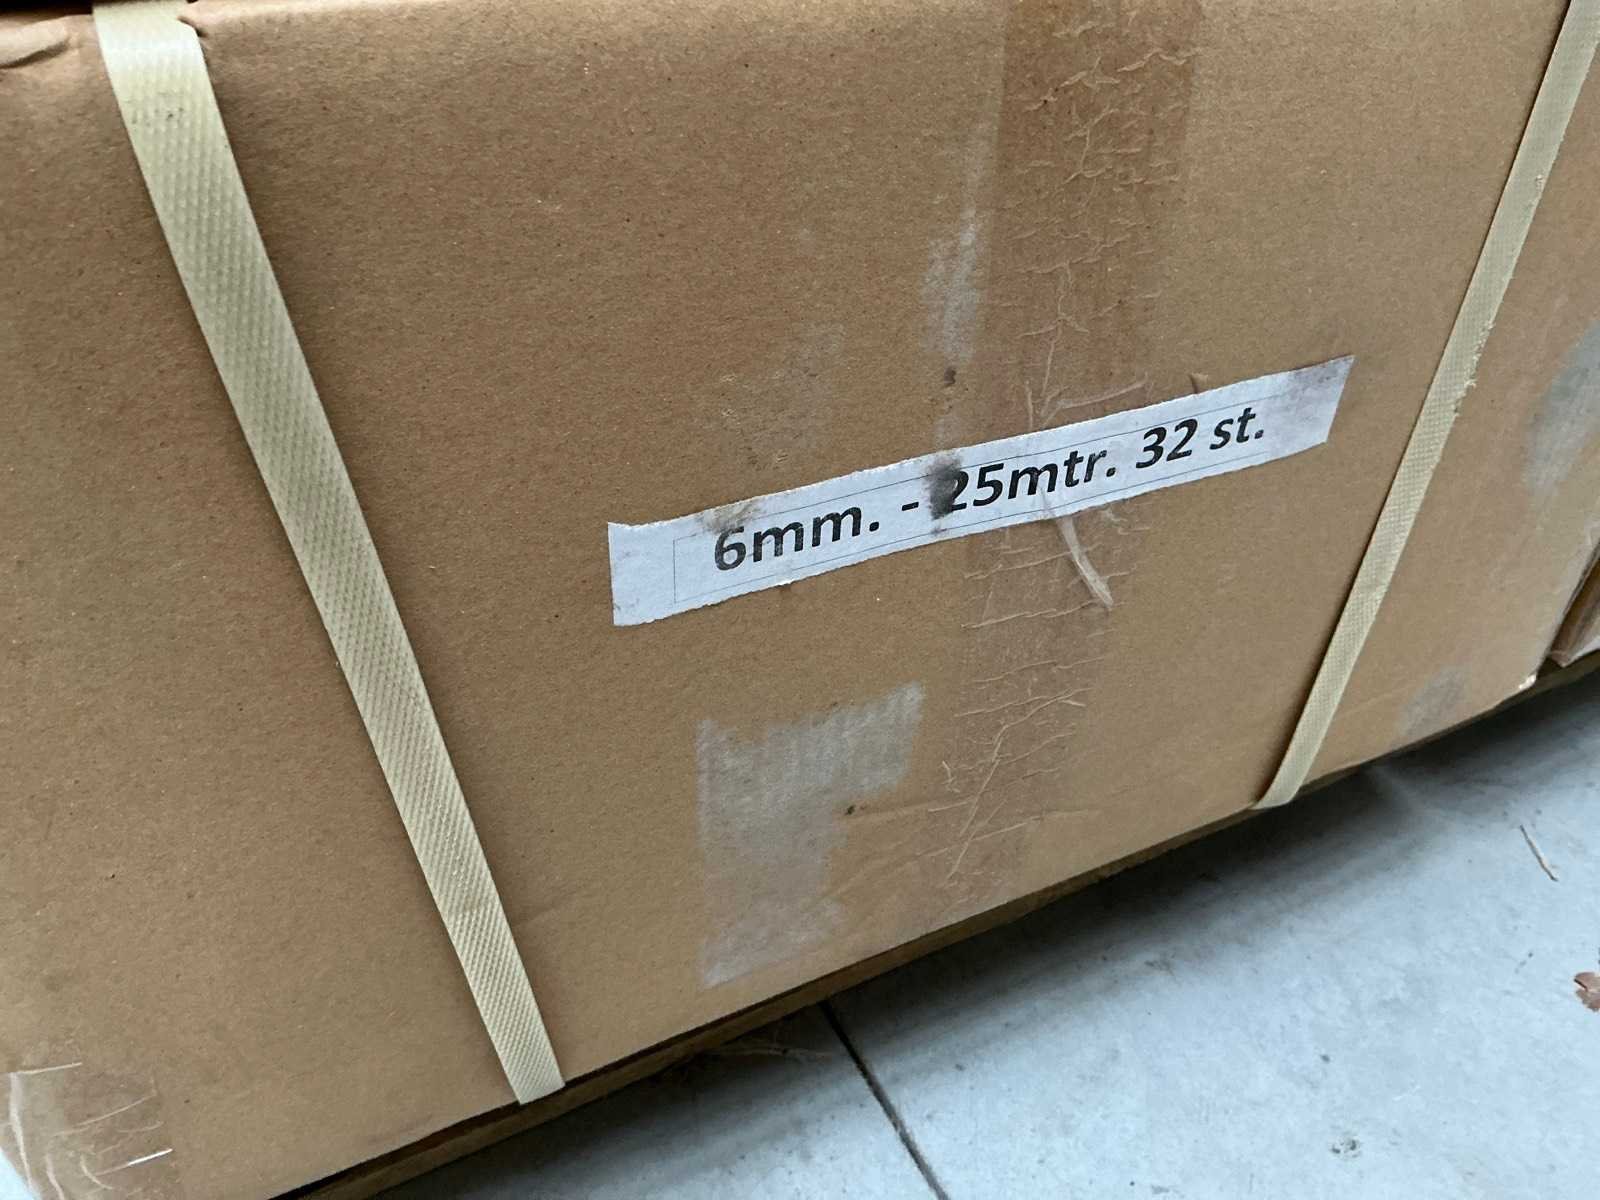 6mm. - 25mtr. 32 st.